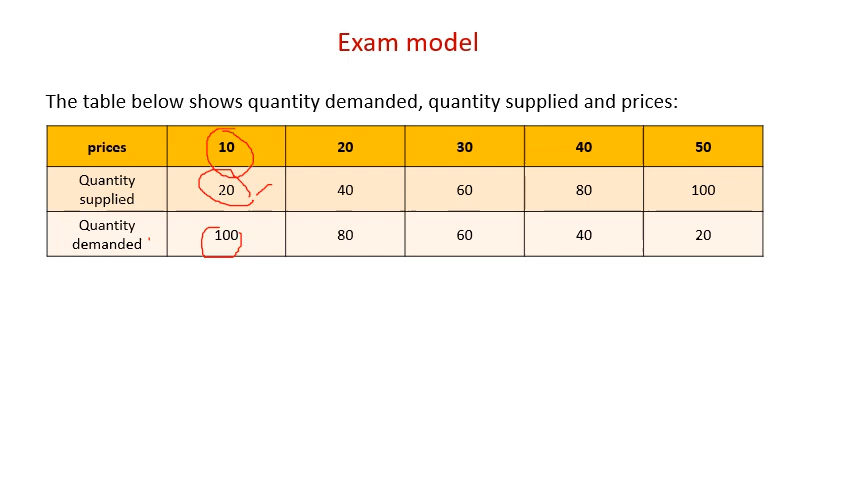 Exam model
The table below shows quantity demanded, quantity supplied and prices:
prices 10 20 30 40 50
Quantity
supplied 20 40 60 80 100
Quantity
demanded 100 80 60 40 20